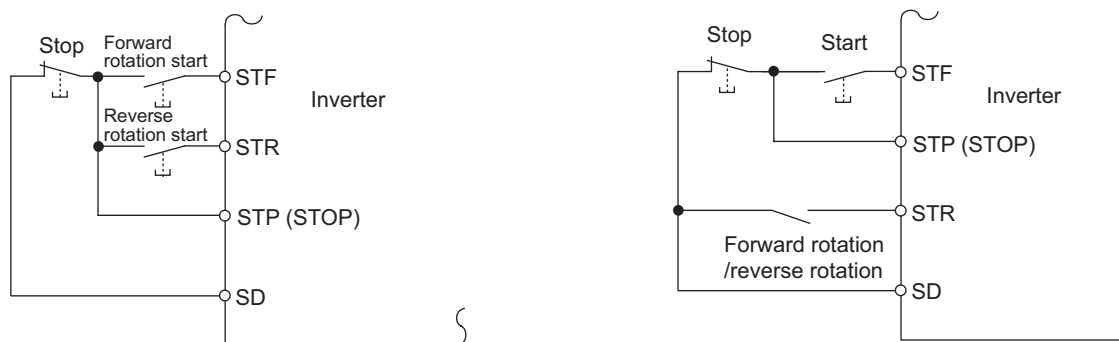 Stop
Forward
rotation start
STF
Inverter
Reverse
rotation start
STR
STP (STOP)
SD
Stop
Start
STF
Inverter
STP (STOP)
STR
Forward rotation
/reverse rotation
SD